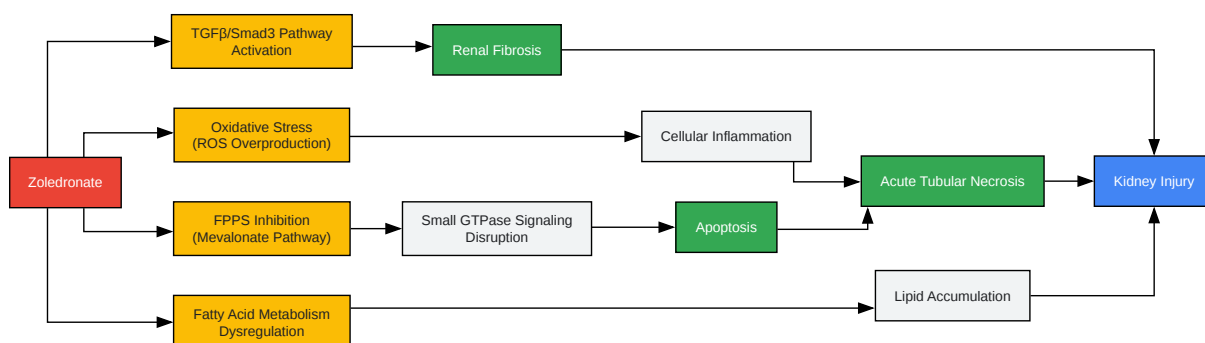 TGFβ/Smad3 Pathway
Activation
Renal Fibrosis
Oxidative Stress
(ROS Overproduction)
Cellular Inflammation
Zoledronate
Acute Tubular Necrosis
Kidney Injury
FPPS Inhibition
(Mevalonate Pathway)
Small GTPase Signaling
Disruption
Apoptosis
Fatty Acid Metabolism
Dysregulation
Lipid Accumulation